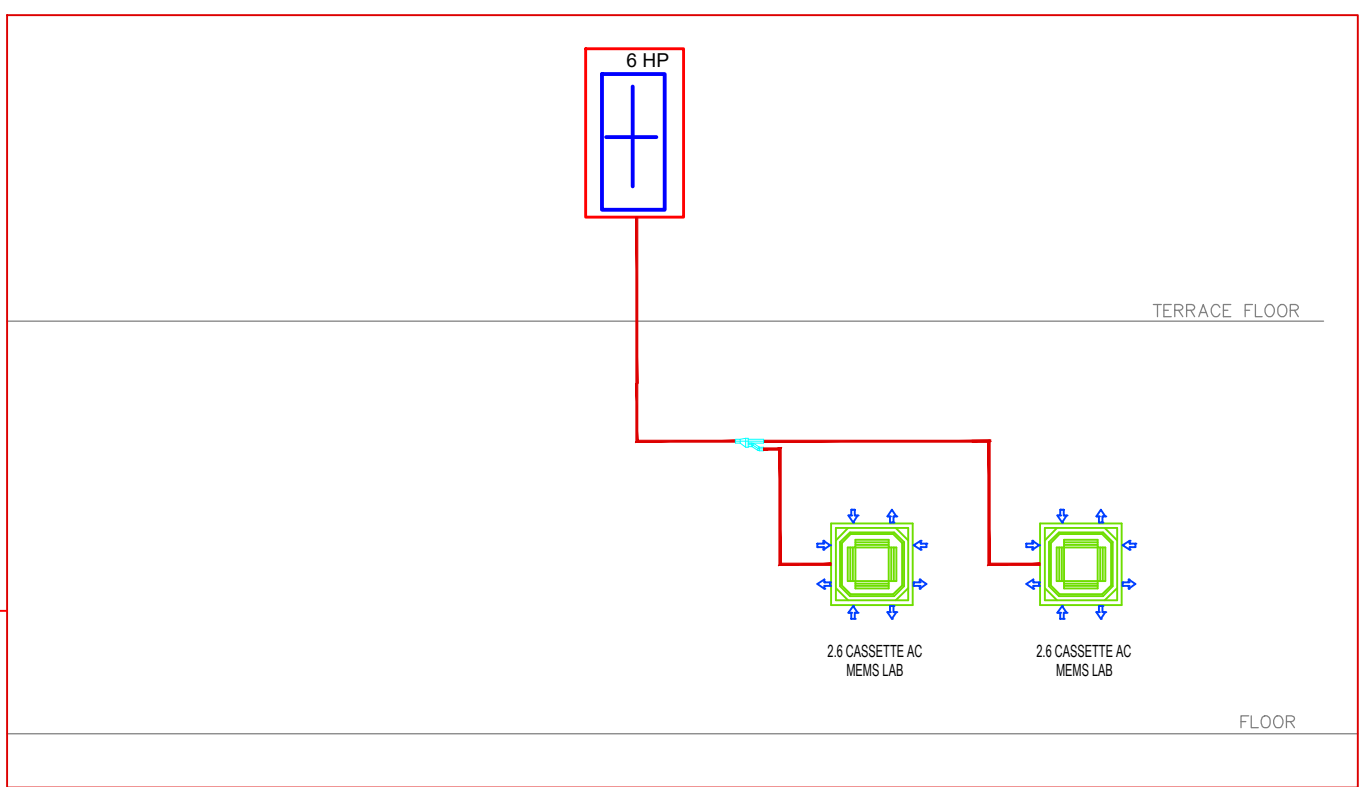 6 HP
TERRACE FLOOR
2.6 CASSETTE AC
MEMS LAB
2.6 CASSETTE AC
MEMS LAB
FLOOR